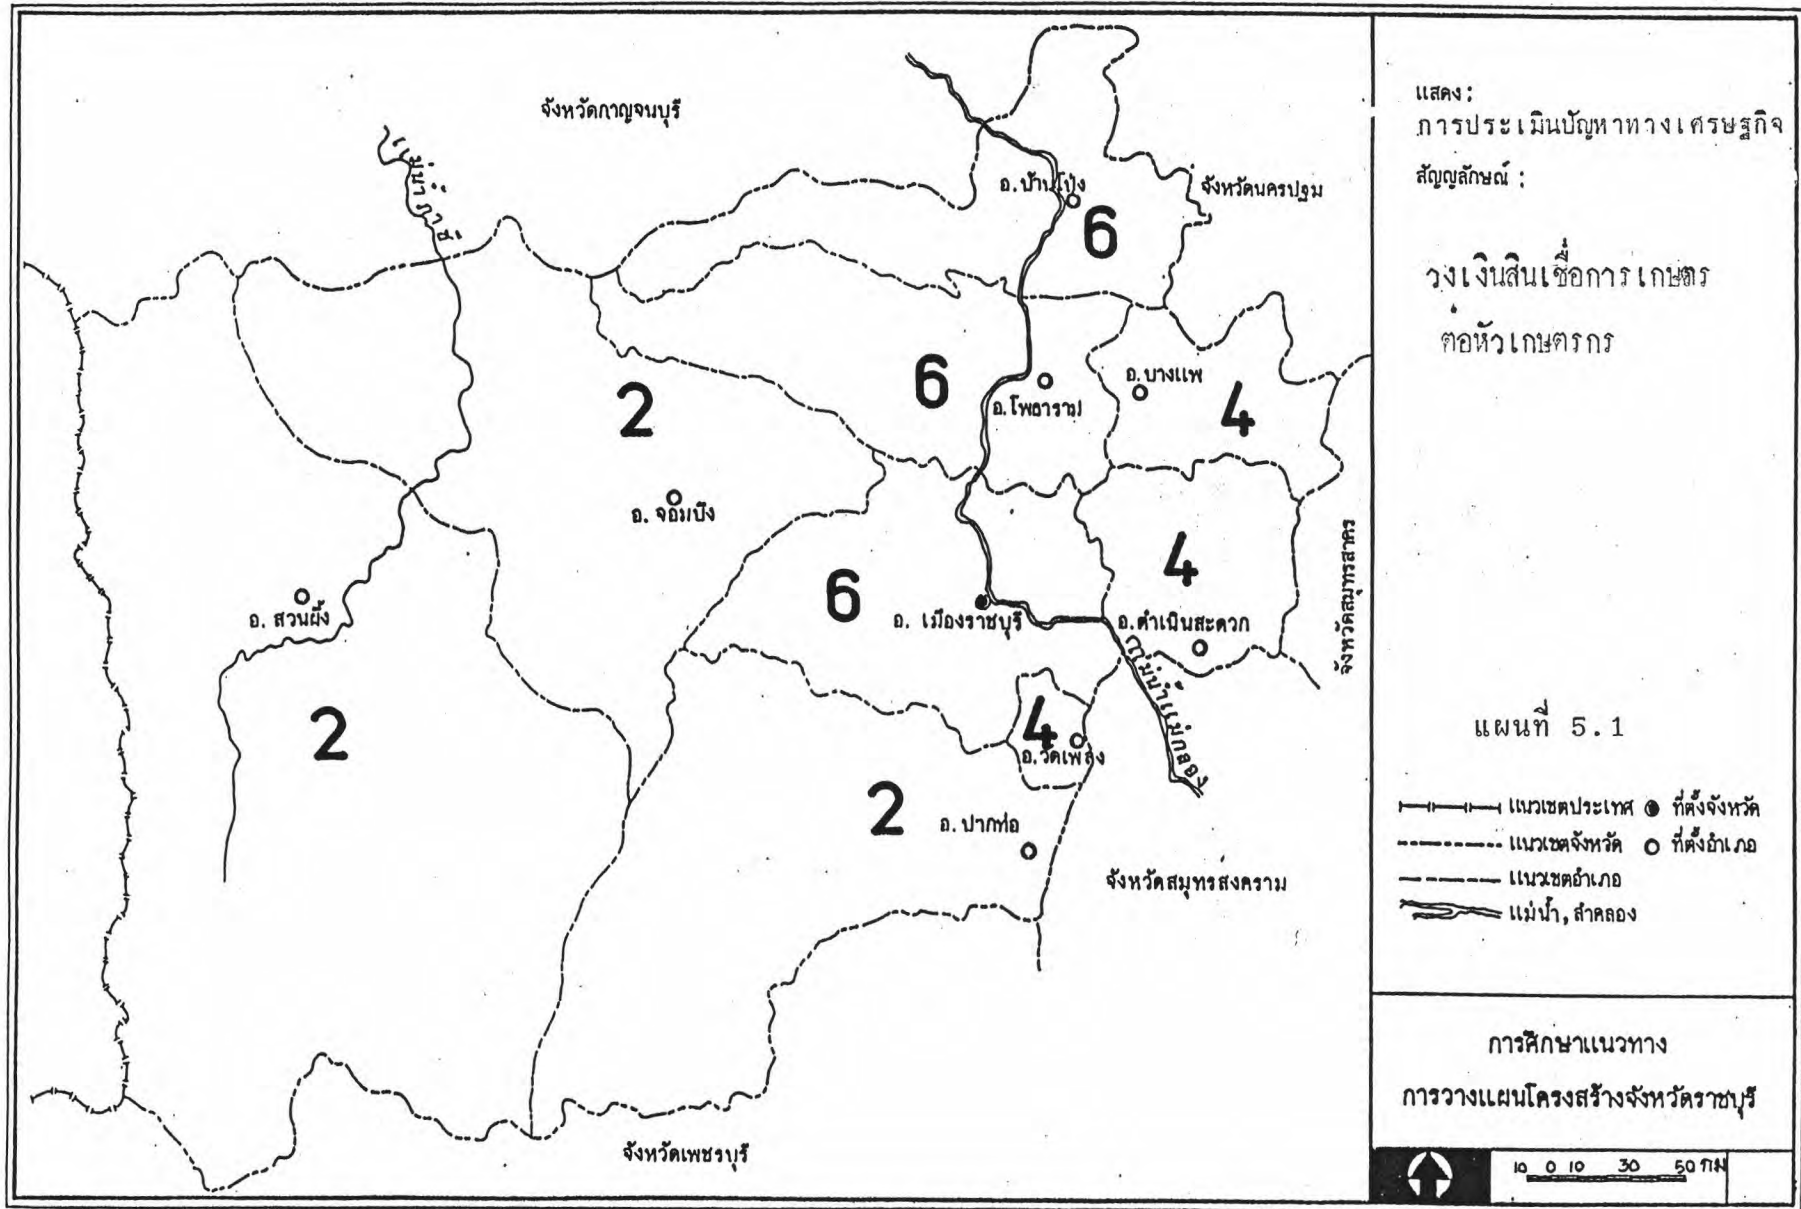 จังหวัดกาญจนบุรี
แม่น้ำภาชี
อ.บ้านโป่ง
จังหวัดนครปฐม
6
6
2
อ.โพธาราม
อ.บางแพ
4
อ. จอมบึง
4
6
อ. สวนผึ้ง
อ. เมืองราชบุรี
อ.ดำเนินสะดวก
จังหวัดสมุทรสาคร
แม่น้ำแม่กลอง
2
4
อ.วัดเพลง
2
อ.ปากท่อ
จังหวัดสมุทรสงคราม
จังหวัดเพชรบุรี
แสดง:
การประเมินปัญหาทางเศรษฐกิจ
สัญญลักษณ์ :
วงเงินสินเชื่อการเกษตร
ต่อหัวเกษตรกร
แผนที่ 5.1
แนวเขตประเทศ ที่ตั้งจังหวัด
แนวเขตจังหวัด ที่ตั้งอำเภอ
แนวเขตอำเภอ
แม่น้ำ, ลำคลอง
การศึกษาแนวทาง
การวางแผนโครงสร้างจังหวัดราชบุรี
10 0 10 30 50 กม